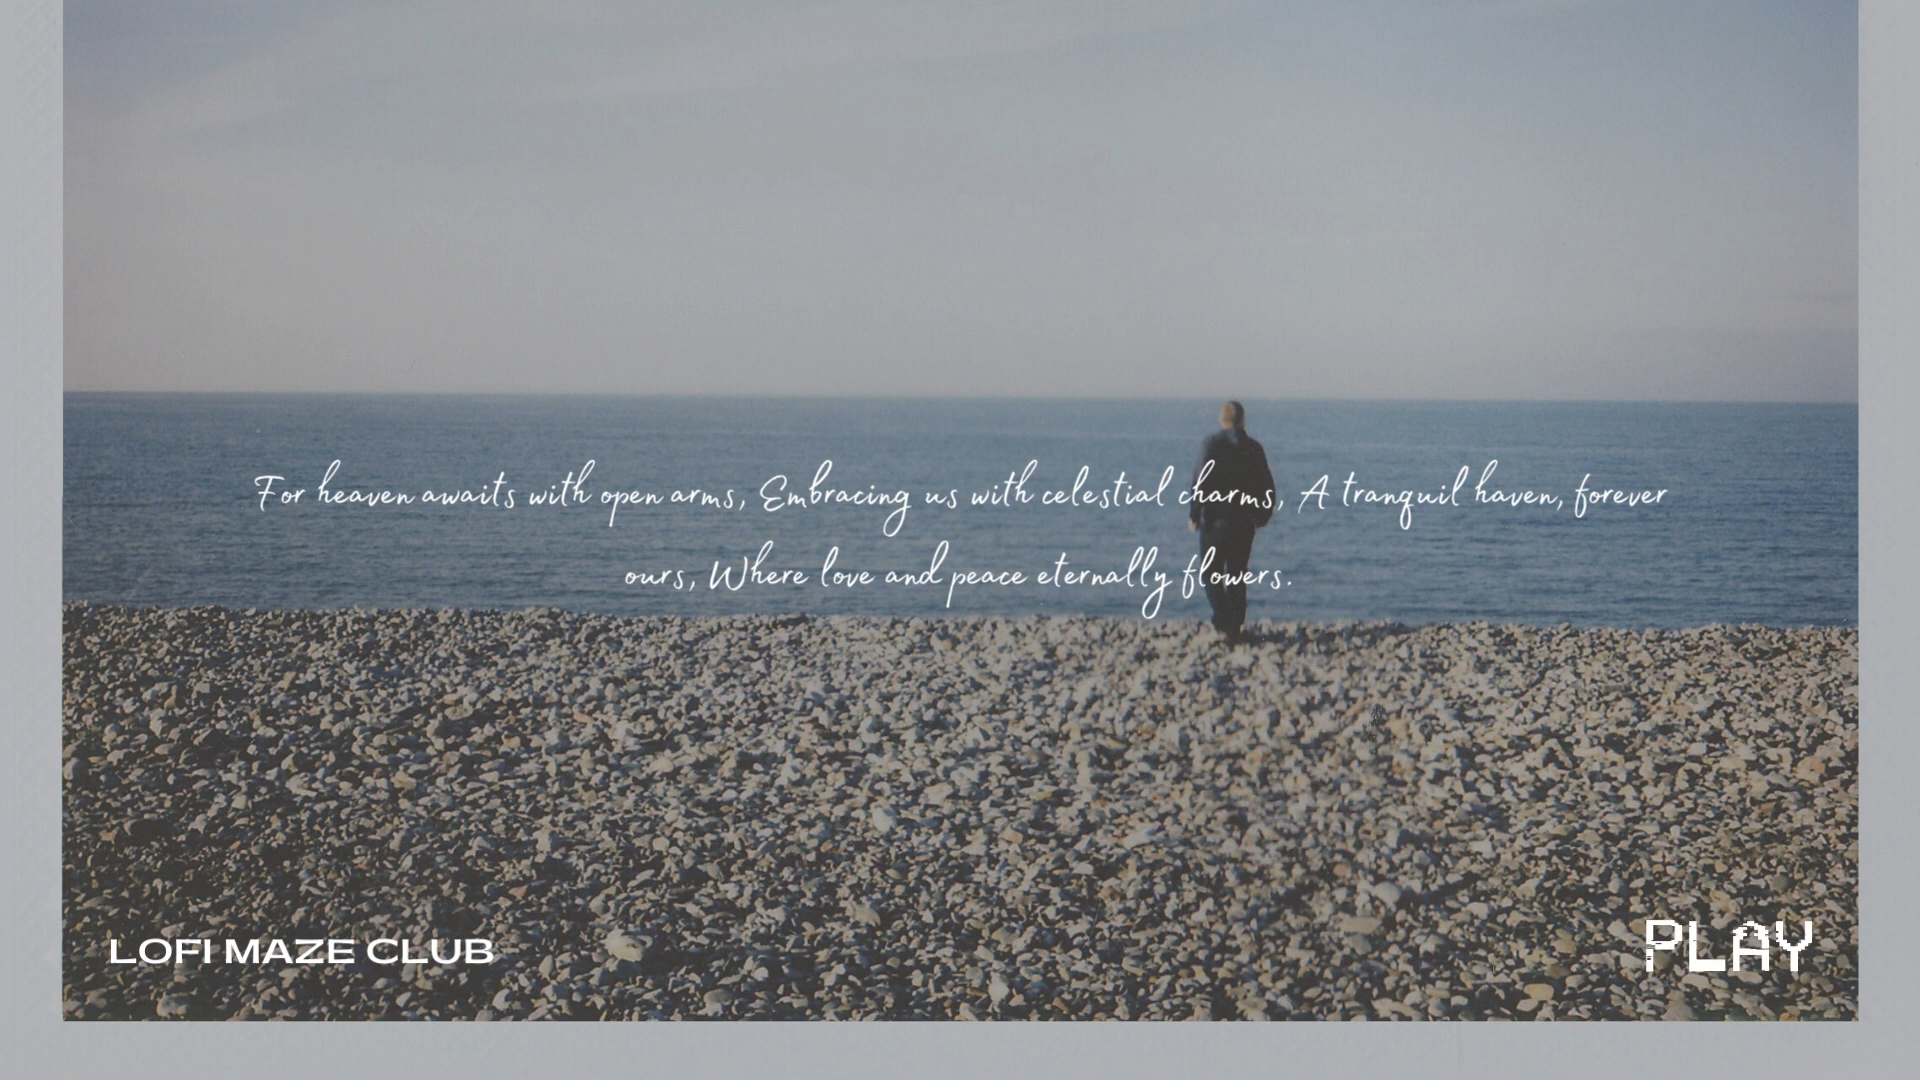 For heaven awaits with open arms, Embracing us with celestial charms, A tranquil haven, forever
ours, Where love and peace eternally flowers.
LOFI MAZE CLUB
PLAY